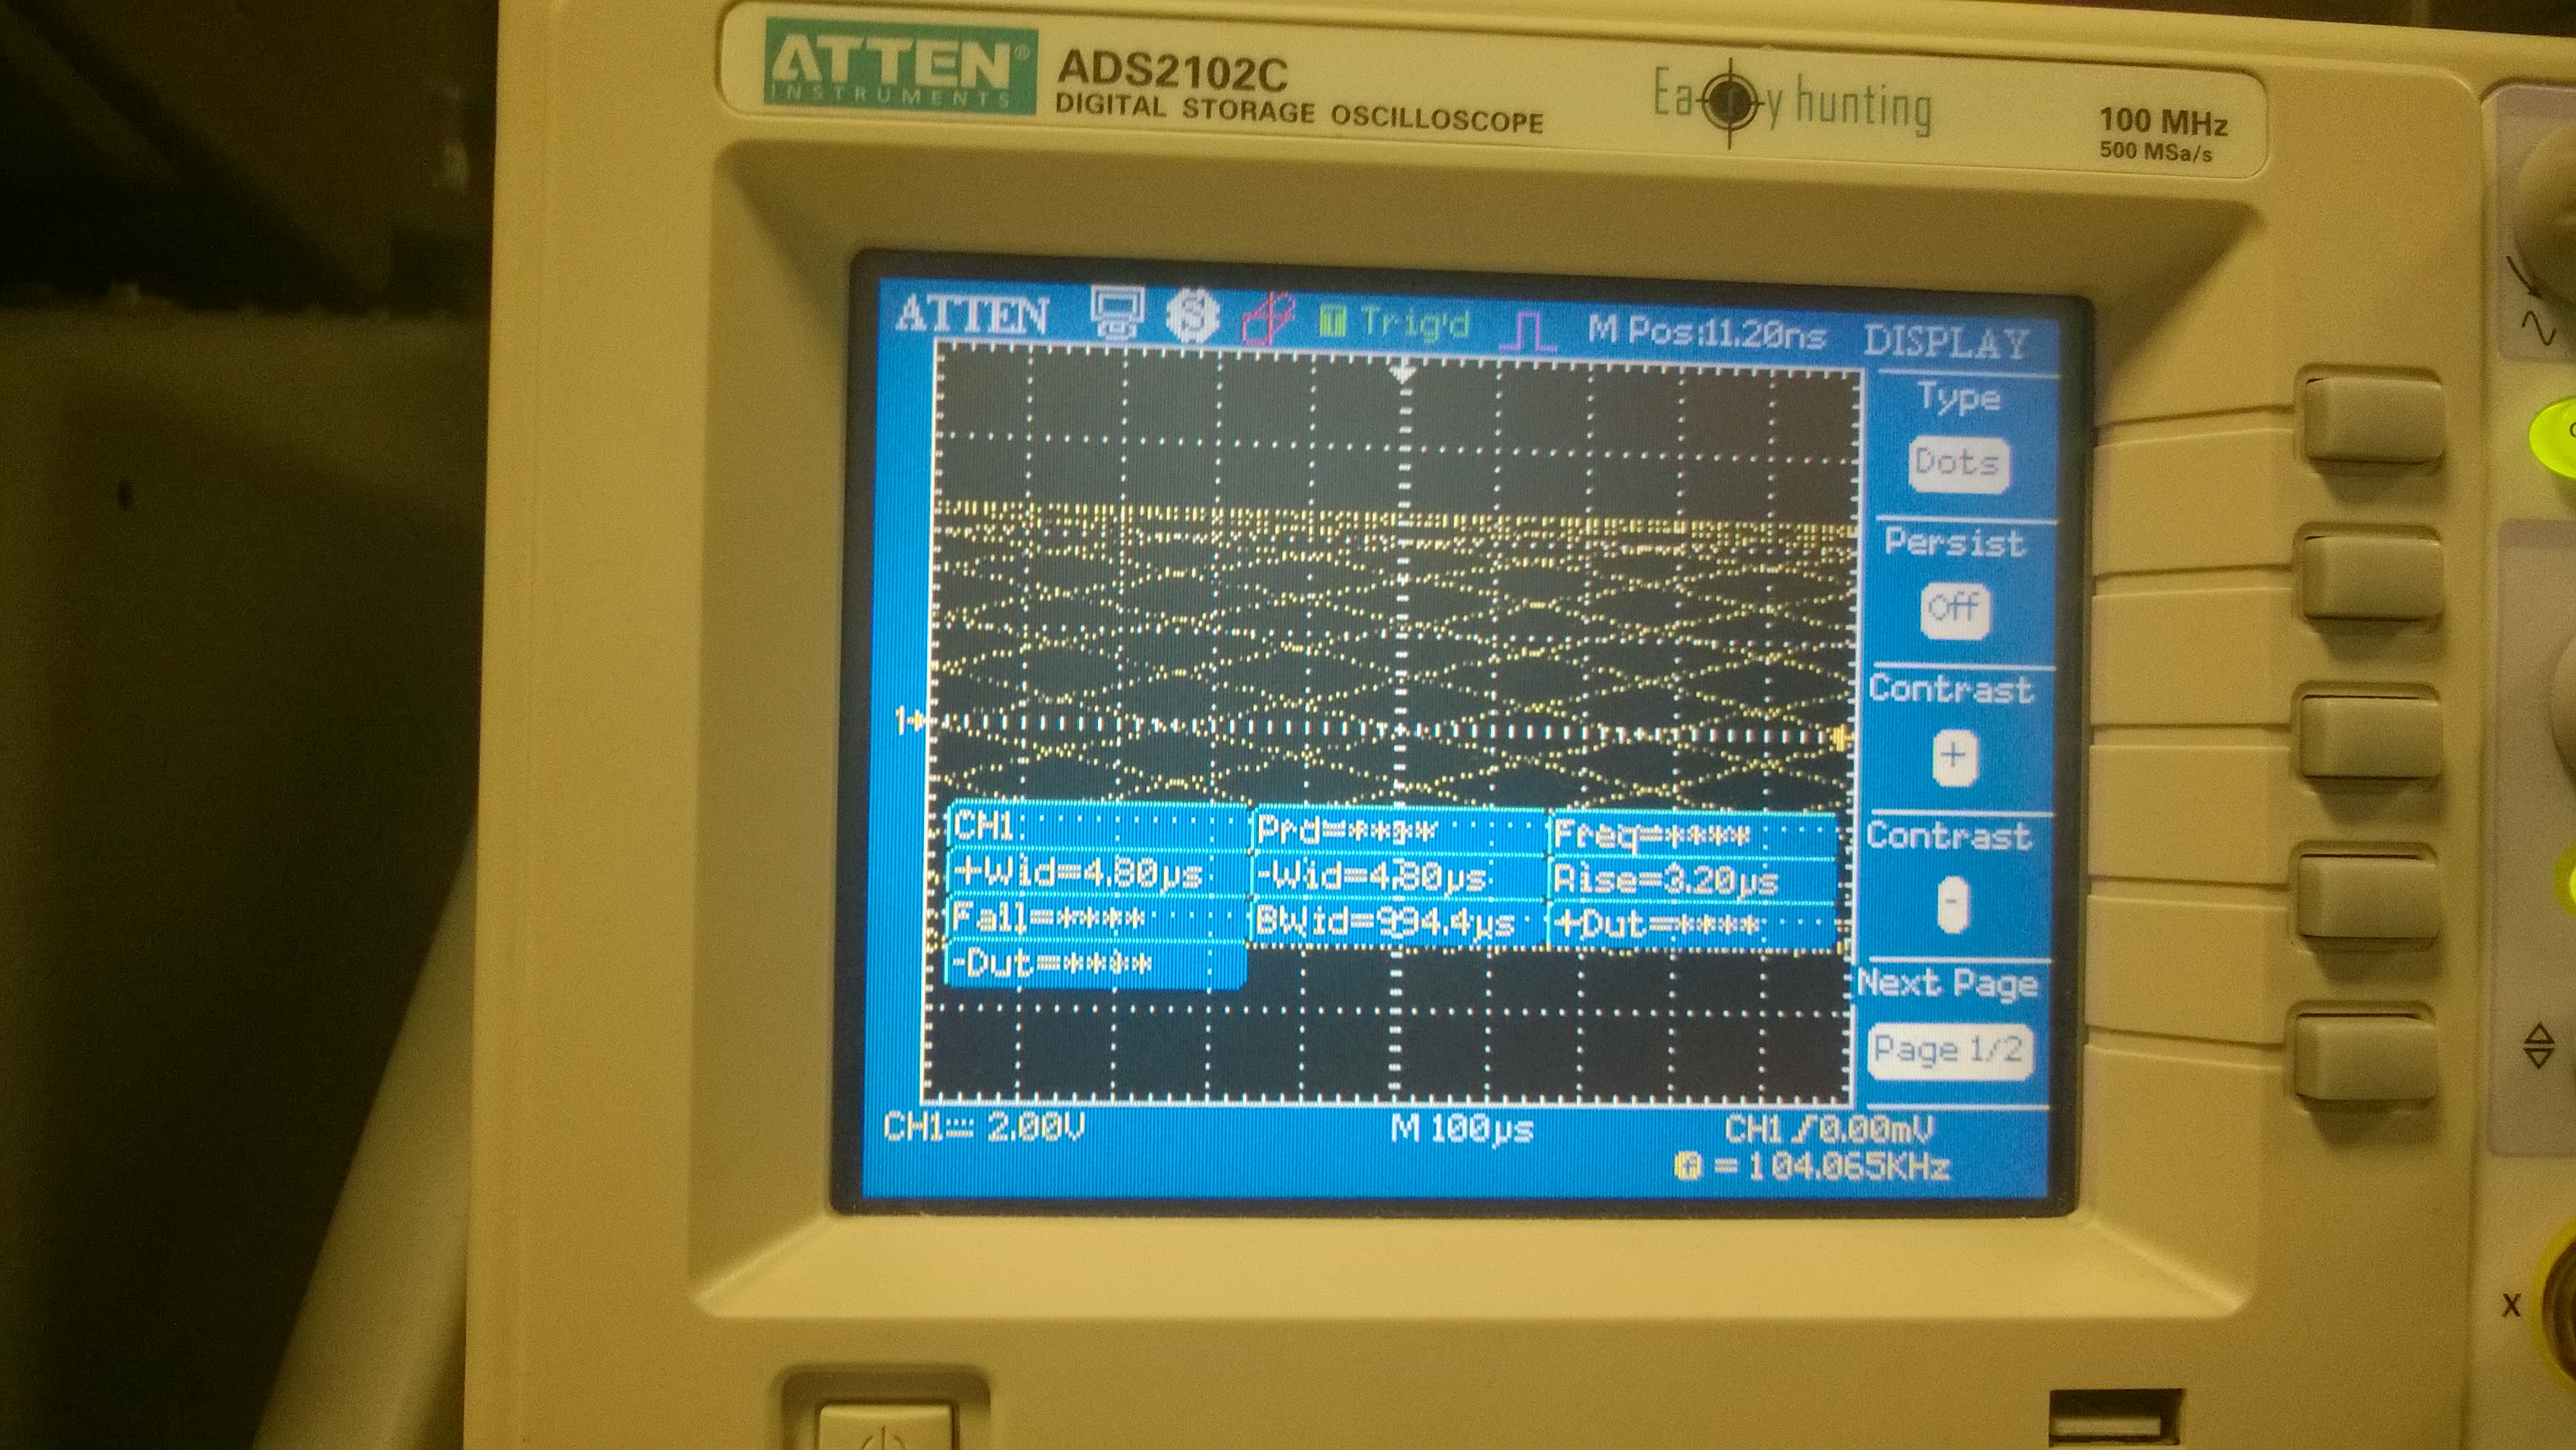 ATTEN®
INSTRUMENTS
ADS2102C
DIGITAL STORAGE OSCILLOSCOPE
Easy hunting
100 MHz
500 MSa/s
ATTEN
S
T Trig'd
M Pos:11.20ns
DISPLAY
Type
Dots
Persist
Off
Contrast
+
Contrast
-
Next Page
Page 1/2
1
CH1
Prd=****
Freq=****
+Wid=4.80µs
-Wid=4.80µs
Rise=3.20µs
Fall=****
BWid=994.4µs
+Dut=****
-Dut=****
CH1 2.00V
M 100µs
CH1 0.00mV
= 104.065KHz
X